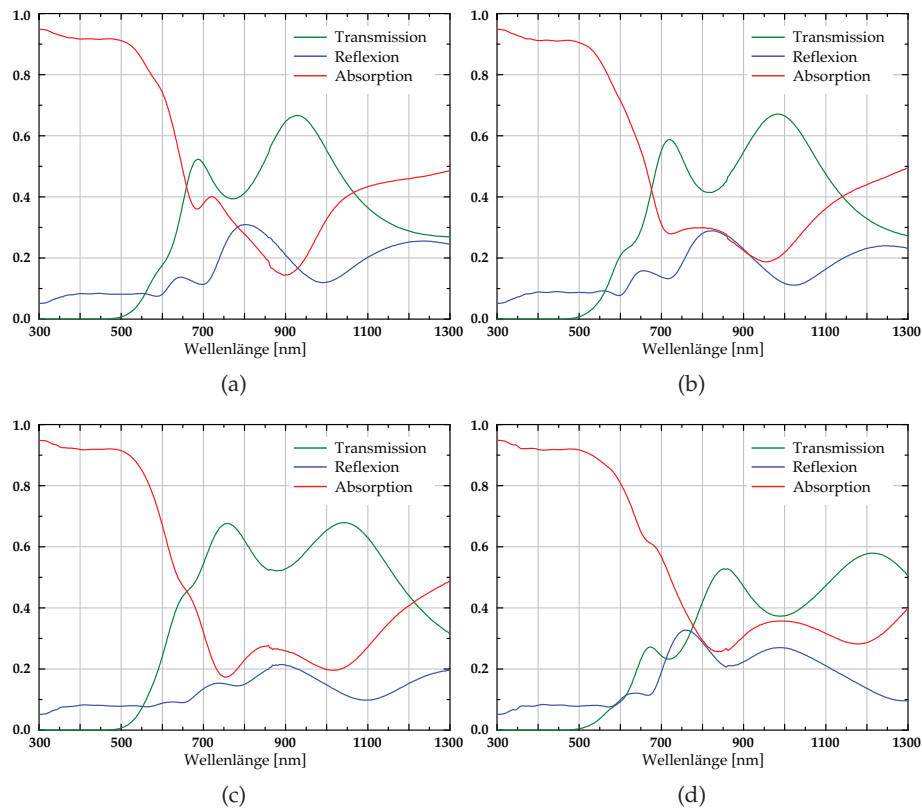 1.0
0.8
0.6
0.4
0.2
0.0
300 500 700 900 1100 1300
Wellenlänge [nm]
Transmission
Reflexion
Absorption
(a)
1.0
0.8
0.6
0.4
0.2
0.0
300 500 700 900 1100 1300
Wellenlänge [nm]
Transmission
Reflexion
Absorption
(b)
1.0
0.8
0.6
0.4
0.2
0.0
300 500 700 900 1100 1300
Wellenlänge [nm]
Transmission
Reflexion
Absorption
(c)
1.0
0.8
0.6
0.4
0.2
0.0
300 500 700 900 1100 1300
Wellenlänge [nm]
Transmission
Reflexion
Absorption
(d)